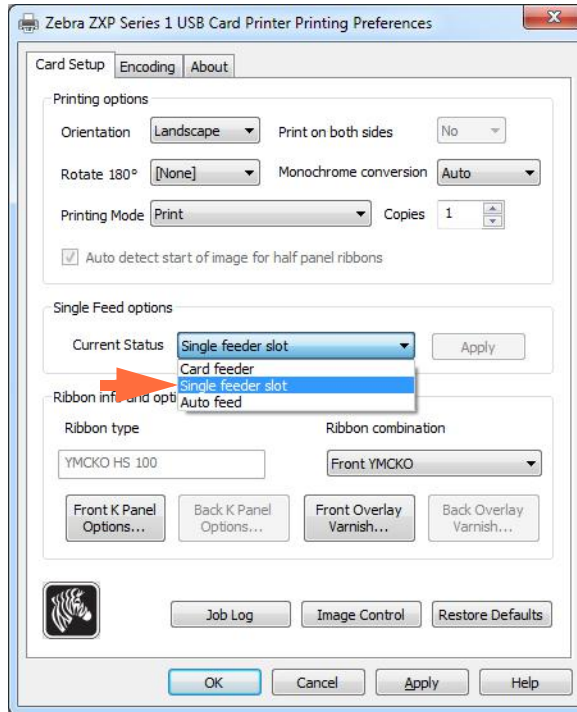 Zebra ZXP Series 1 USB Card Printer Printing Preferences
Card Setup Encoding About
Printing options
Orientation Landscape Print on both sides No
Rotate 180° [None] Monochrome conversion Auto
Printing Mode Print Copies 1
Auto detect start of image for half panel ribbons
Single Feed options
Current Status Single feeder slot Apply
Card feeder
Single feeder slot
Auto feed
Ribbon info and opti
Ribbon type Ribbon combination
YMCKO HS 100 Front YMCKO
Front K Panel Options... Back K Panel Options... Front Overlay Varnish... Back Overlay Varnish...
Job Log Image Control Restore Defaults
OK Cancel Apply Help